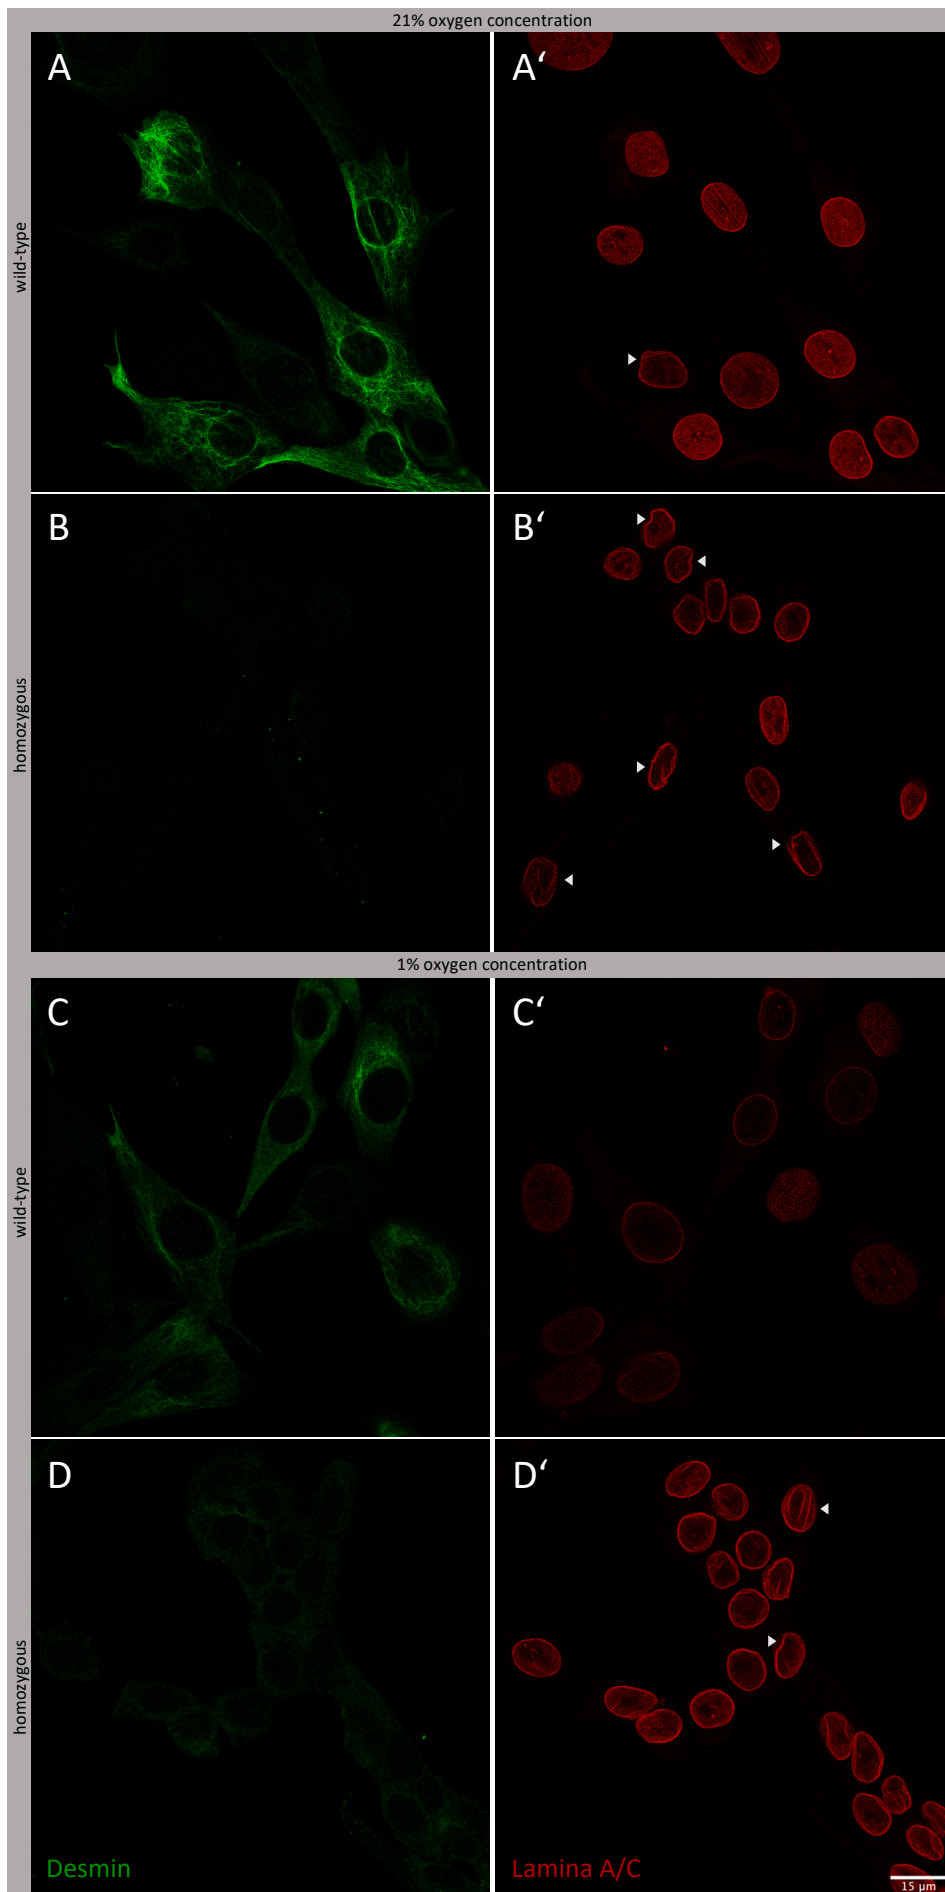 21% oxygen concentration
A
A‘
wild-type
B
B‘
homozygous
1% oxygen concentration
C
C‘
wild-type
D
D‘
homozygous
Desmin
Lamina A/C
15 µm